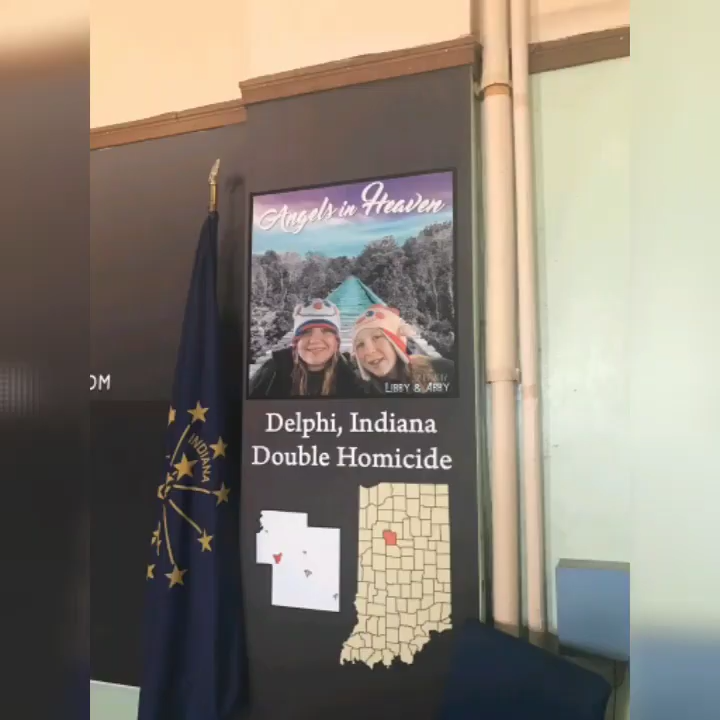 Angels in Heaven
LIBBY & ABBY
Delphi, Indiana
Double Homicide
OM
INDIANA